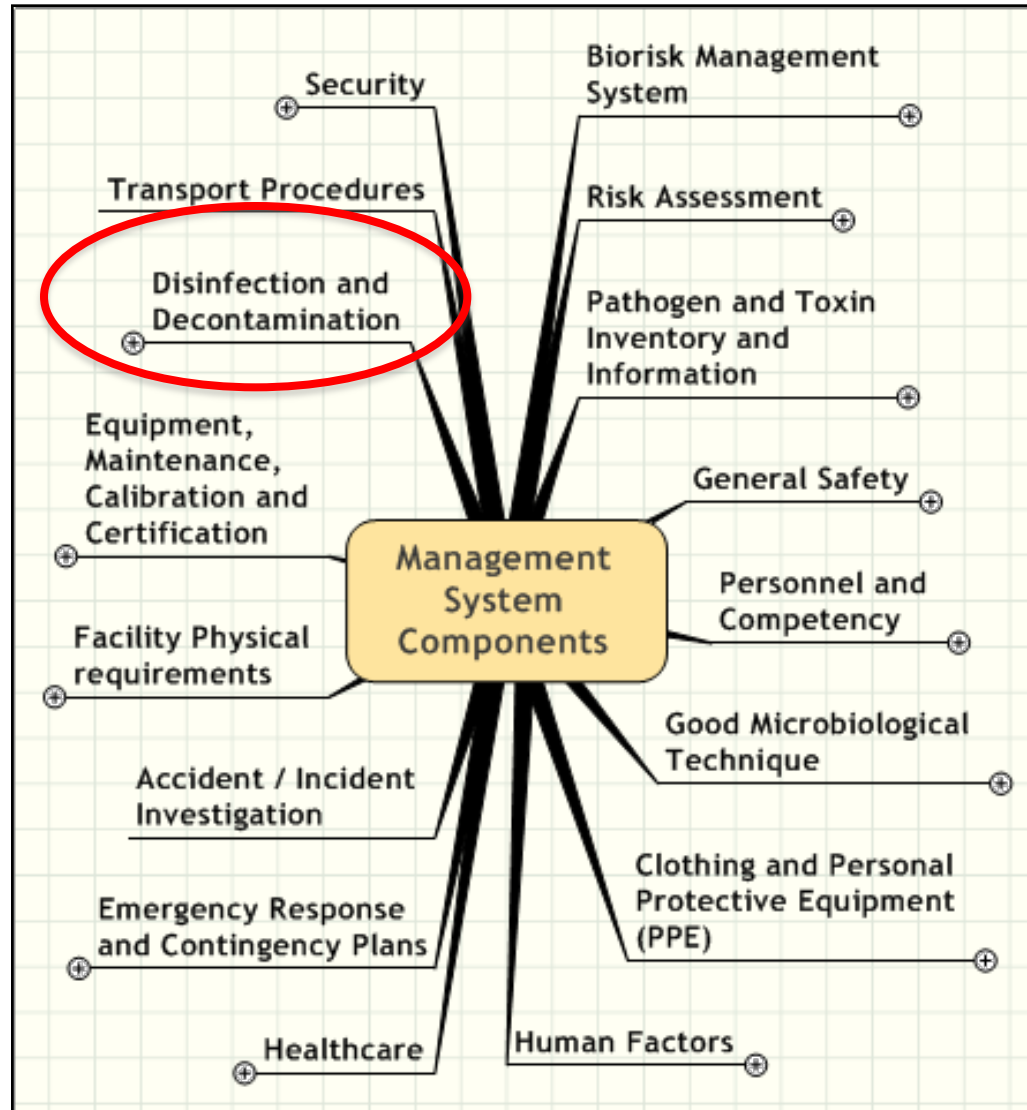 Security
Transport Procedures
Disinfection and
Decontamination
Equipment,
Maintenance,
Calibration and
Certification
Facility Physical
requirements
Accident / Incident
Investigation
Emergency Response
and Contingency Plans
Healthcare
Management
System
Components
Biorisk Management
System
Risk Assessment
Pathogen and Toxin
Inventory and
Information
General Safety
Personnel and
Competency
Good Microbiological
Technique
Clothing and Personal
Protective Equipment
(PPE)
Human Factors